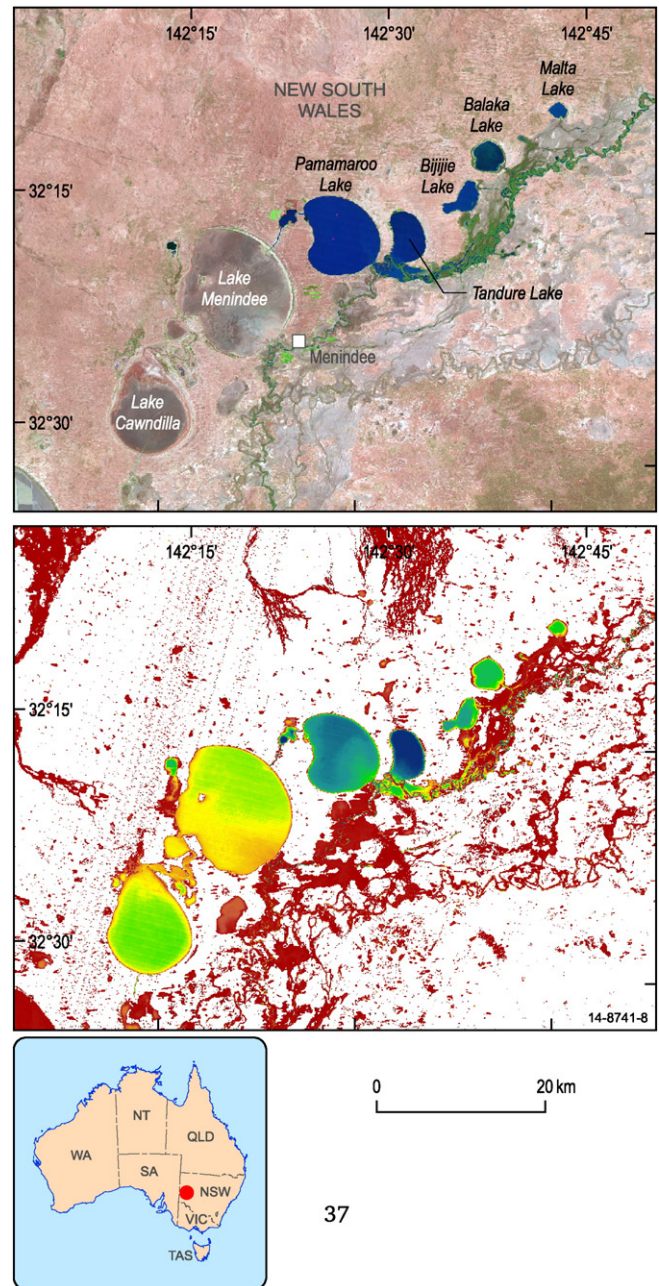 142°15'
142°30'
142°45'
NEW SOUTH
WALES
Malta
Lake
Balaka
Lake
Bijijie
Lake
Pamamaroo
Lake
32°15'
Tandure Lake
Lake
Menindee
Menindee
Lake
Cawndilla
32°30'
142°15'
142°30'
142°45'
32°15'
32°30'
14-8741-8
0
20 km
NT
QLD
WA
SA
NSW
VIC
TAS
37